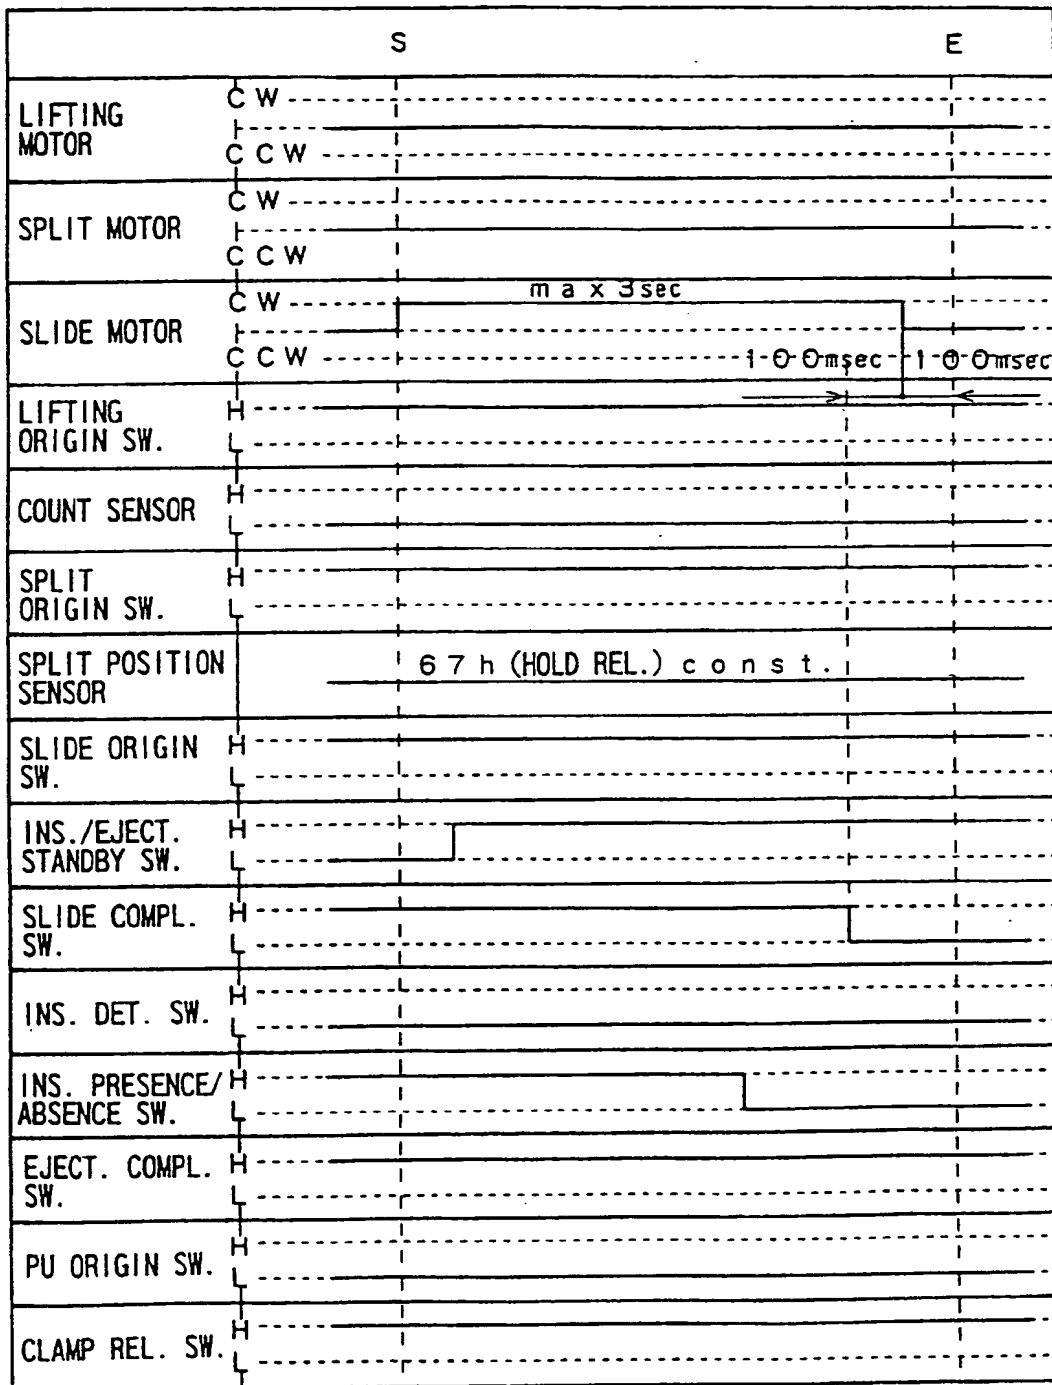 S E
LIFTING
MOTOR
CW
CCW
SPLIT MOTOR
CW
CCW
SLIDE MOTOR
CW
max 3sec
CCW
100msec 100msec
LIFTING
ORIGIN SW.
H
L
COUNT SENSOR
H
L
SPLIT
ORIGIN SW.
H
L
SPLIT POSITION
SENSOR
67h (HOLD REL.) const.
SLIDE ORIGIN
SW.
H
L
INS./EJECT.
STANDBY SW.
H
L
SLIDE COMPL.
SW.
H
L
INS. DET. SW.
H
L
INS. PRESENCE/
ABSENCE SW.
H
L
EJECT. COMPL.
SW.
H
L
PU ORIGIN SW.
H
L
CLAMP REL. SW.
H
L